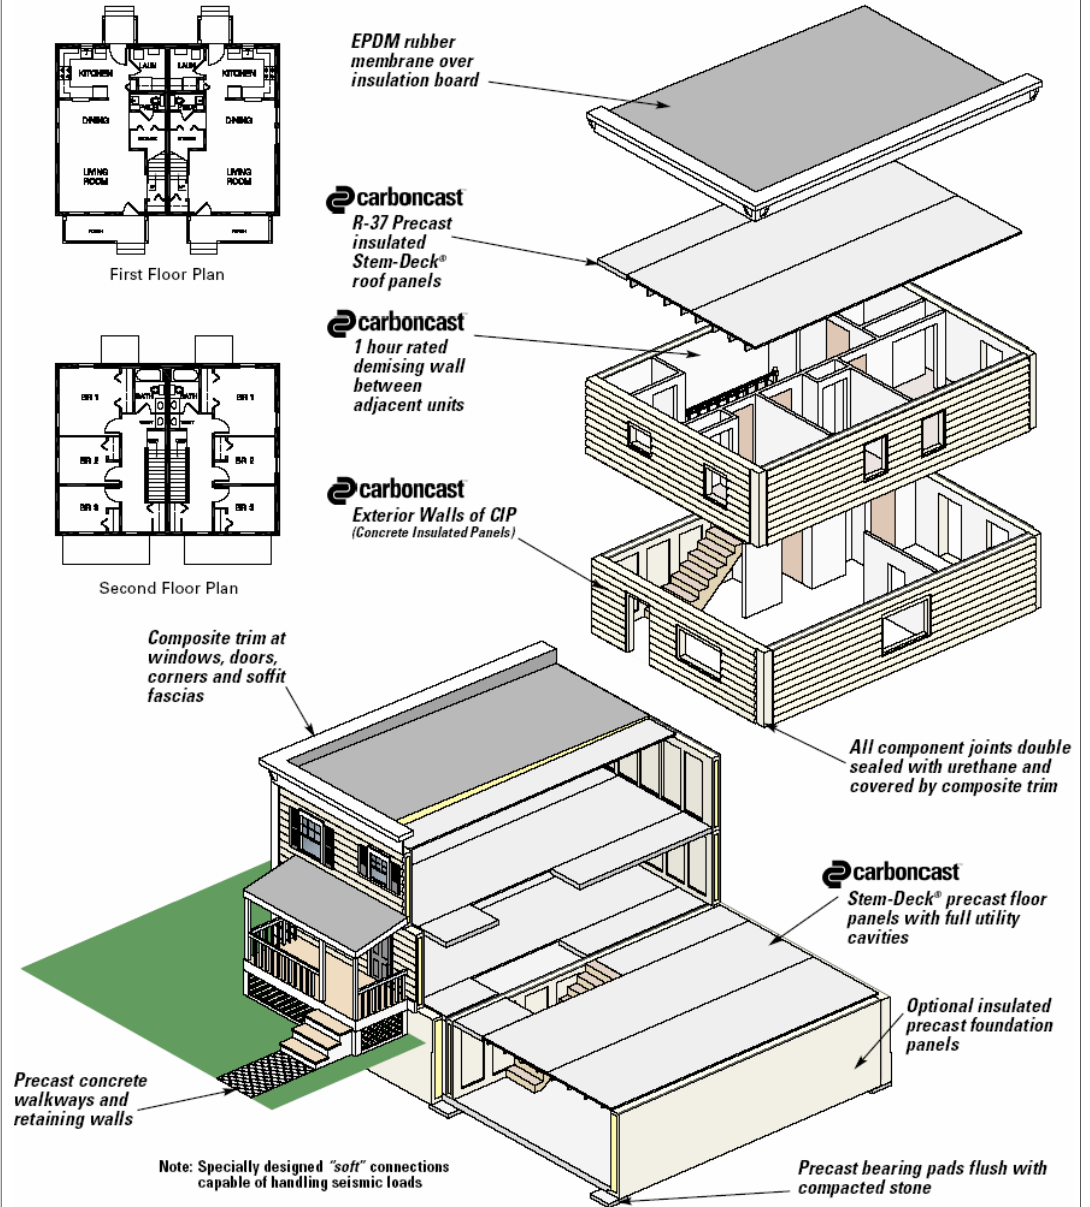 KITCHEN
LAUN
LAUN
KITCHEN
DINING
DINING
LIVING
ROOM
LIVING
ROOM
PORCH
PORCH
First Floor Plan
BR 1
BATH
BATH
BR 1
BR 2
BR 2
BR 3
BR 3
Second Floor Plan
EPDM rubber
membrane over
insulation board
carboncast™
R-37 Precast
insulated
Stem-Deck®
roof panels
carboncast™
1 hour rated
demising wall
between
adjacent units
carboncast™
Exterior Walls of CIP
(Concrete Insulated Panels)
Composite trim at
windows, doors,
corners and soffit
fascias
All component joints double
sealed with urethane and
covered by composite trim
carboncast™
Stem-Deck® precast floor
panels with full utility
cavities
Optional insulated
precast foundation
panels
Precast concrete
walkways and
retaining walls
Note: Specially designed “soft” connections
capable of handling seismic loads
Precast bearing pads flush with
compacted stone